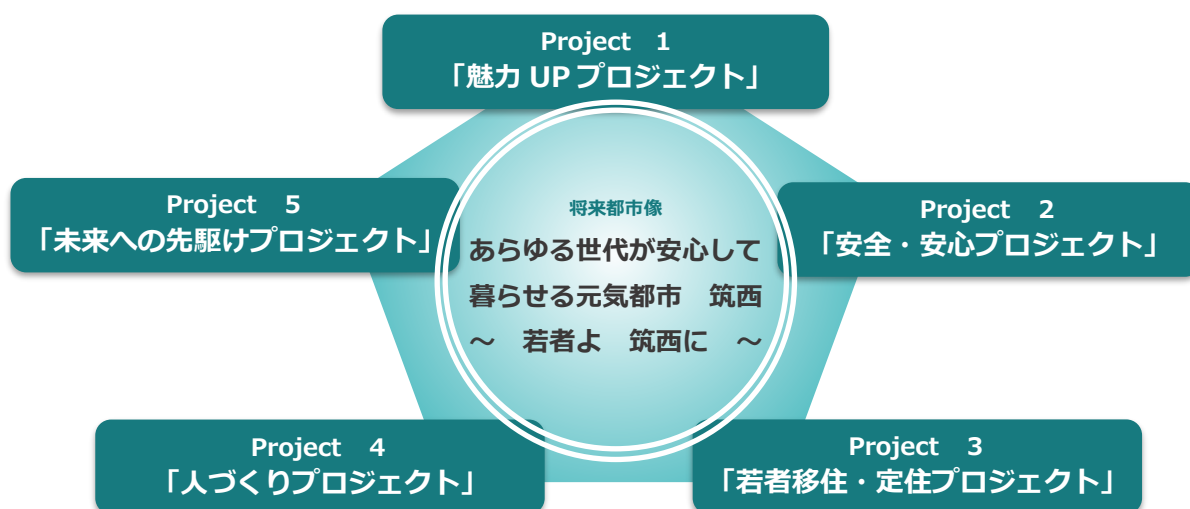 Project　1
「魅力 UP プロジェクト」
Project　5
「未来への先駆けプロジェクト」
将来都市像
あらゆる世代が安心して
暮らせる元気都市　筑西
～　若者よ　筑西に　～
Project　2
「安全・安心プロジェクト」
Project　4
「人づくりプロジェクト」
Project　3
「若者移住・定住プロジェクト」